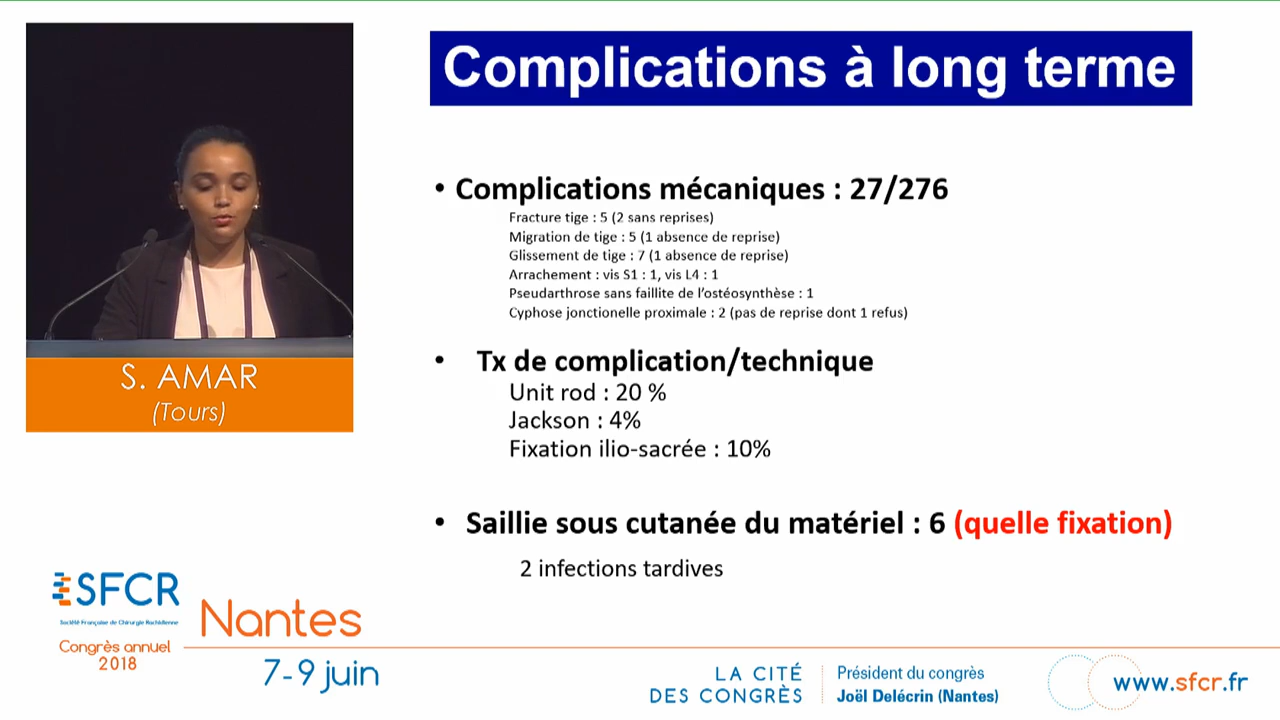 Complications à long terme
• Complications mécaniques : 27/276
Fracture tige : 5 (2 sans reprises)
Migration de tige : 5 (1 absence de reprise)
Glissement de tige : 7 (1 absence de reprise)
Arrachement : vis S1 : 1, vis L4 : 1
Pseudarthrose sans faillite de l'ostéosynthèse : 1
Cyphose jonctionelle proximale : 2 (pas de reprise dont 1 refus)
• Tx de complication/technique
Unit rod : 20 %
Jackson : 4%
Fixation ilio-sacrée : 10%
• Saillie sous cutanée du matériel : 6 (quelle fixation)
2 infections tardives
S. AMAR
(Tours)
SFCR
Société Française de Chirurgie Rachidienne
Congrès annuel
2018
Nantes
7-9 juin
LA CITÉ
DES CONGRÈS
Président du congrès
Joël Delécrin (Nantes)
www.sfcr.fr